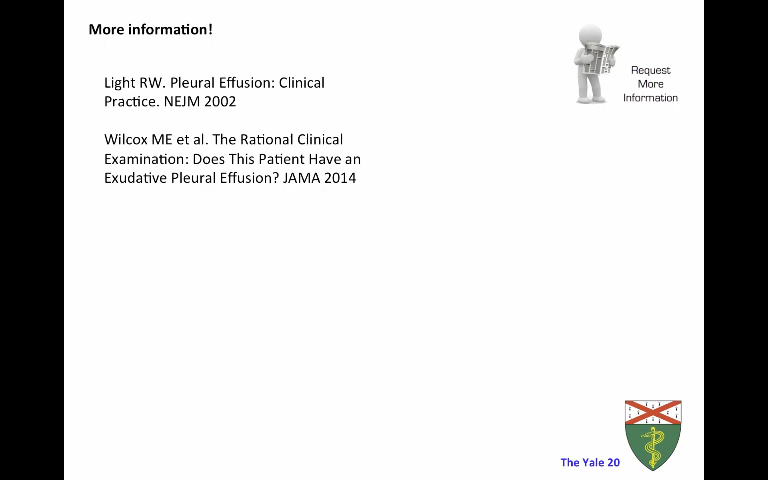 More information!
Request
More
Information
Light RW. Pleural Effusion: Clinical
Practice. NEJM 2002
Wilcox ME et al. The Rational Clinical
Examination: Does This Patient Have an
Exudative Pleural Effusion? JAMA 2014
The Yale 20